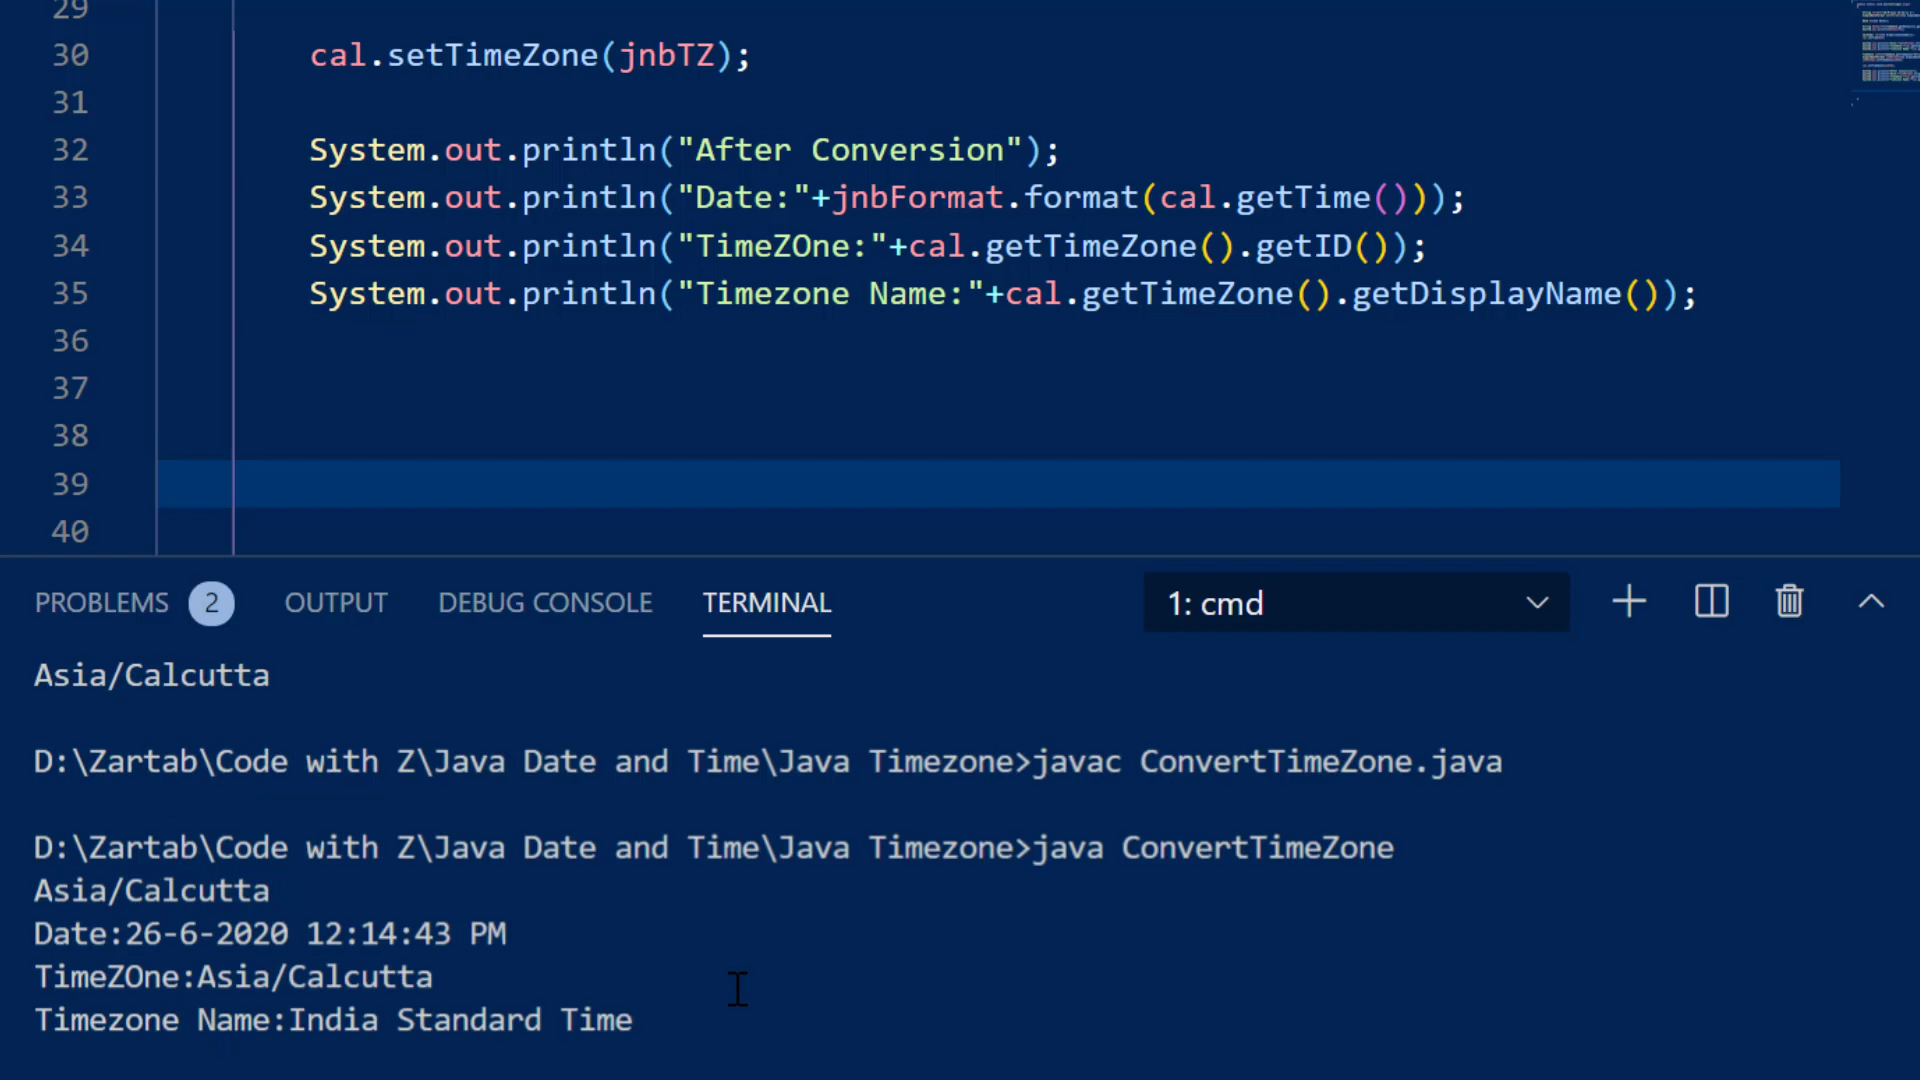 29
30 cal.setTimeZone(jnbTZ);
31
32 System.out.println("After Conversion");
33 System.out.println("Date:"+jnbFormat.format(cal.getTime()));
34 System.out.println("TimeZOne:"+cal.getTimeZone().getID());
35 System.out.println("Timezone Name:"+cal.getTimeZone().getDisplayName());
36
37
38
39
40
PROBLEMS 2 OUTPUT DEBUG CONSOLE TERMINAL 1: cmd
Asia/Calcutta
D:\Zartab\Code with Z\Java Date and Time\Java Timezone>javac ConvertTimeZone.java
D:\Zartab\Code with Z\Java Date and Time\Java Timezone>java ConvertTimeZone
Asia/Calcutta
Date:26-6-2020 12:14:43 PM
TimeZOne:Asia/Calcutta
Timezone Name:India Standard Time